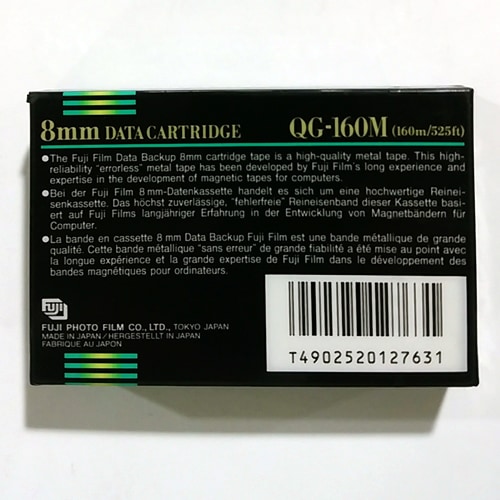 8mm DATA CARTRIDGE QG-160M (160m/525ft)
●The Fuji Film Data Backup 8mm cartridge tape is a high-quality metal tape. This high-
reliability “errorless” metal tape has been developed by Fuji Film's long experience and
expertise in the development of magnetic tapes for computers.
●Bei der Fuji Film 8mm-Datenkassette handelt es sich um eine hochwertige Reinei-
senkassette. Das höchst zuverlässige, “fehlerfreie” Reineisenband dieser Kassette basi-
ert auf Fuji Films langjähriger Erfahrung in der Entwicklung von Magnetbändern für
Computer.
●La bande en cassette 8 mm Data Backup Fuji Film est une bande métallique de grande
qualité. Cette bande métallique “sans erreur” de grande fiabilité a été mise au point avec
la longue expérience et la grande expertise de Fuji Film dans le développement des
bandes magnétiques pour ordinateurs.
FUJI
FUJI PHOTO FILM CO., LTD., TOKYO JAPAN
MADE IN JAPAN/HERGESTELLT IN JAPAN
FABRIQUÉ AU JAPON
T4902520127631